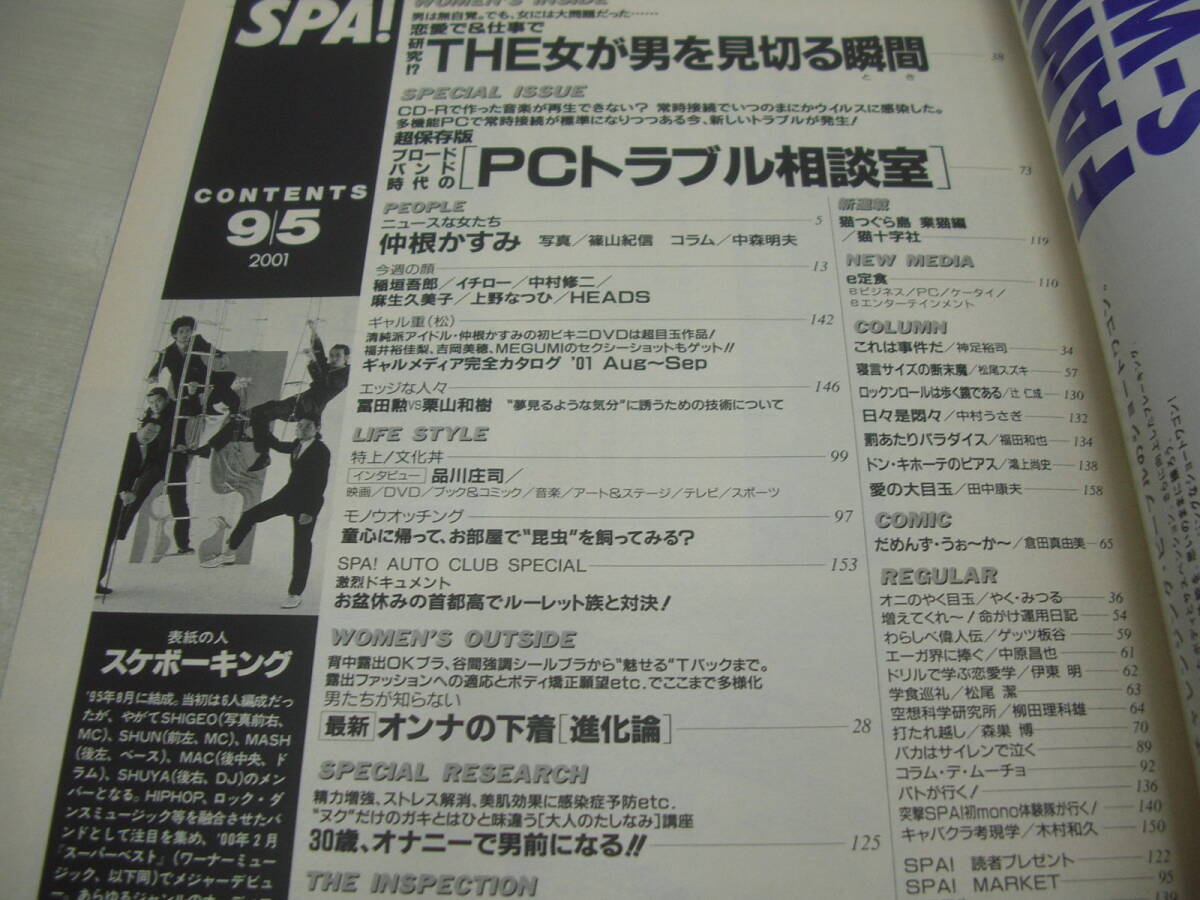 SPA!
CONTENTS
9/5
2001
表紙の人
スケボーキング
'95年8月に結成。当初は6人編成だっ
たが、やがてSHIGEO(写真前右、
MC)、SHUN(前左、MC)、MASH
(後左、ベース)、MAC(後中央、ド
ラム)、SHUYA(後右、DJ)のメン
バーとなる。HIPHOP、ロック・ダ
ンスミュージック等を融合させたバ
ンドとして注目を集め、'00年2月
『スーパーベスト』(ワーナーミュー
ジック、以下同)でメジャーデビュ
WOMEN'S INSIDE
男は無自覚。でも、女には大問題だった……
恋愛で&仕事で
研究!?
THE女が男を見切る瞬間
とき
38
SPECIAL ISSUE
CD-Rで作った音楽が再生できない? 常時接続でいつのまにかウイルスに感染した。
多機能PCで常時接続が標準になりつつある今、新しいトラブルが発生!
超保存版
ブロード
バンド
時代の
[PCトラブル相談室] 73
PEOPLE
ニュースな女たち 5
仲根かすみ 写真/篠山紀信 コラム/中森明夫
今週の顔 13
稲垣吾郎/イチロー/中村修二/
麻生久美子/上野なつひ/HEADS
ギャル重(松) 142
清純派アイドル・仲根かすみの初ビキニDVDは超目玉作品!
福井裕佳梨、吉岡美穂、MEGUMIのセクシーショットもゲット!!
ギャルメディア完全カタログ '01 Aug〜Sep
エッジな人々 146
冨田勲VS栗山和樹 “夢見るような気分”に誘うための技術について
LIFE STYLE
特上!文化丼 99
インタビュー 品川庄司/
映画/DVD/ブック&コミック/音楽/アート&ステージ/テレビ/スポーツ
モノウオッチング 97
童心に帰って、お部屋で“昆虫”を飼ってみる?
SPA! AUTO CLUB SPECIAL 153
激烈ドキュメント
お盆休みの首都高でルーレット族と対決!
WOMEN'S OUTSIDE
背中露出OKブラ、谷間強調シールブラから“魅せる”Tバックまで。
露出ファッションへの適応とボディ矯正願望etc.でここまで多様化
男たちが知らない
最新 オンナの下着[進化論] 28
SPECIAL RESEARCH
精力増強、ストレス解消、美肌効果に感染症予防etc.
“ヌク”だけのガキとはひと味違う[大人のたしなみ]講座
30歳、オナニーで男前になる!! 125
THE INSPECTION
新連載
猫つぐら島 業猫編
/猫十字社 119
NEW MEDIA
e定食 110
eビジネス/PC/ケータイ/
eエンターテインメント
COLUMN
これは事件だ/神足裕司 34
寝言サイズの断末魔/松尾スズキ 57
ロックンロールは歩く鏡である/辻 仁成 130
日々是悶々/中村うさぎ 132
罰あたりパラダイス/福田和也 134
ドン・キホーテのピアス/鴻上尚史 138
愛の大目玉/田中康夫 158
COMIC
だめんず・うぉ〜か〜/倉田真由美 65
REGULAR
オニのやく目玉/やく・みつる 36
増えてくれ〜!命がけ運用日記 54
わらしべ偉人伝/ゲッツ板谷 59
エーガ界に捧ぐ/中原昌也 61
ドリルで学ぶ恋愛学/伊東 明 62
学食巡礼/松尾 潔 63
空想科学研究所/柳田理科雄 64
打たれ越し/森巣 博 70
バカはサイレンで泣く 89
コラム・デ・ムーチョ 92
バトが行く! 136
突撃SPA!初mono体験隊が行く! 140
キャバクラ考現学/木村和久 150
SPA! 読者プレゼント 122
SPA! MARKET 95
139